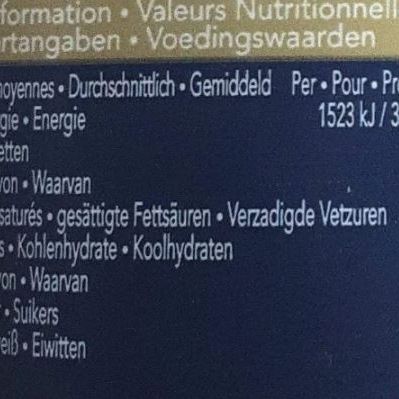 formation • Valeurs Nutritionnell
rtangaben • Voedingswaarden
oyennes • Durchschnittlich • Gemiddeld Per • Pour • Pr
gie • Energie 1523 kJ / 3
etten
von • Waarvan
saturés • gesättigte Fettsäuren • Verzadigde Vetzuren
s • Kohlenhydrate • Koolhydraten
von • Waarvan
• Suikers
eiß • Eiwitten